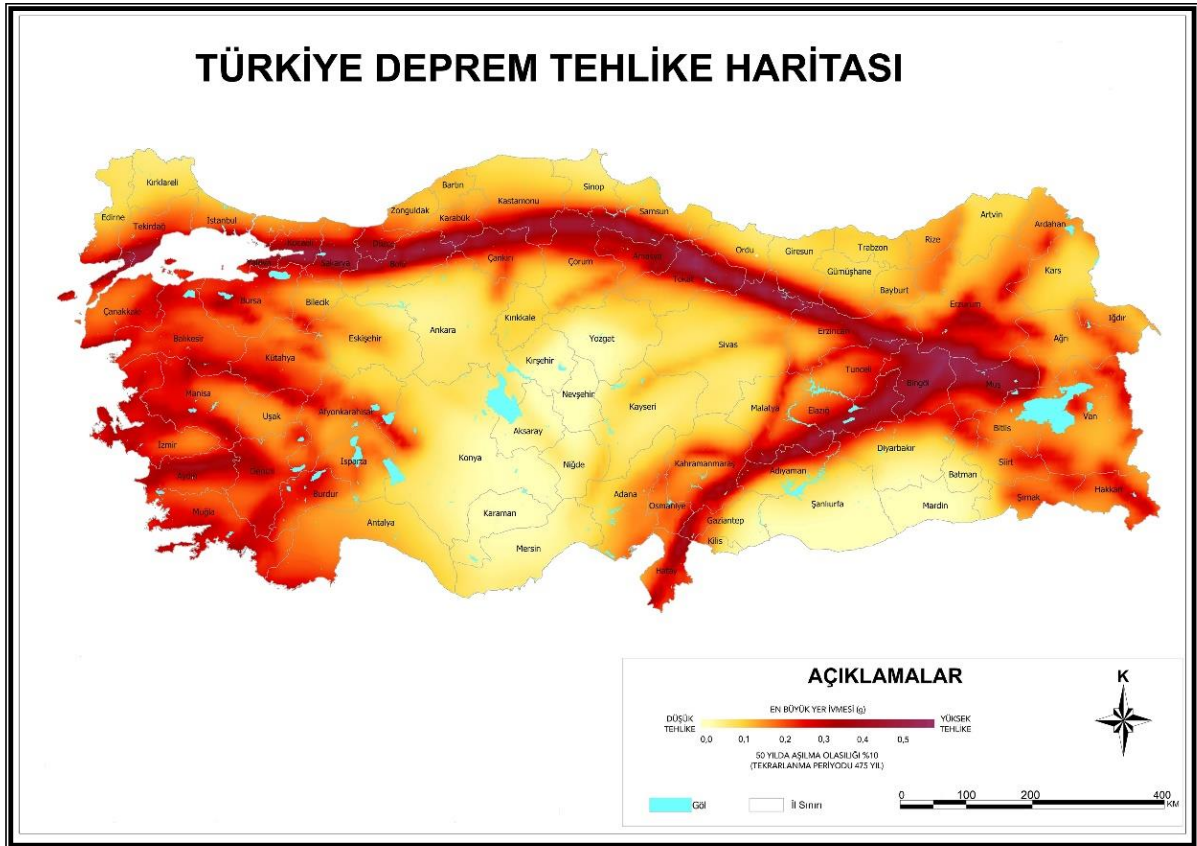 TÜRKİYE DEPREM TEHLİKE HARİTASI
Kırklareli
Edirne
Tekirdağ
İstanbul
Kocaeli
Yalova
Sakarya
Düzce
Bolu
Zonguldak
Bartın
Karabük
Kastamonu
Sinop
Samsun
Çankırı
Çorum
Amasya
Tokat
Ordu
Giresun
Trabzon
Rize
Artvin
Ardahan
Gümüşhane
Bayburt
Kars
Erzurum
Erzincan
Iğdır
Ağrı
Çanakkale
Bursa
Bilecik
Balıkesir
Kütahya
Eskişehir
Ankara
Kırıkkale
Yozgat
Kırşehir
Sivas
Tunceli
Bingöl
Muş
Manisa
Uşak
Afyonkarahisar
Nevşehir
Kayseri
Malatya
Elazığ
Van
Bitlis
İzmir
Aydın
Denizli
Isparta
Burdur
Muğla
Antalya
Konya
Aksaray
Niğde
Karaman
Mersin
Adana
Osmaniye
Kahramanmaraş
Gaziantep
Kilis
Hatay
Adıyaman
Şanlıurfa
Diyarbakır
Batman
Mardin
Siirt
Şırnak
Hakkari
AÇIKLAMALAR
EN BÜYÜK YER İVMESİ (g)
DÜŞÜK TEHLİKE
YÜKSEK TEHLİKE
0,0 0,1 0,2 0,3 0,4 0,5
50 YILDA AŞILMA OLASILIĞI %10
(TEKRARLANMA PERİYODU 475 YIL)
Göl
İl Sınırı
K
0 100 200 400
KM